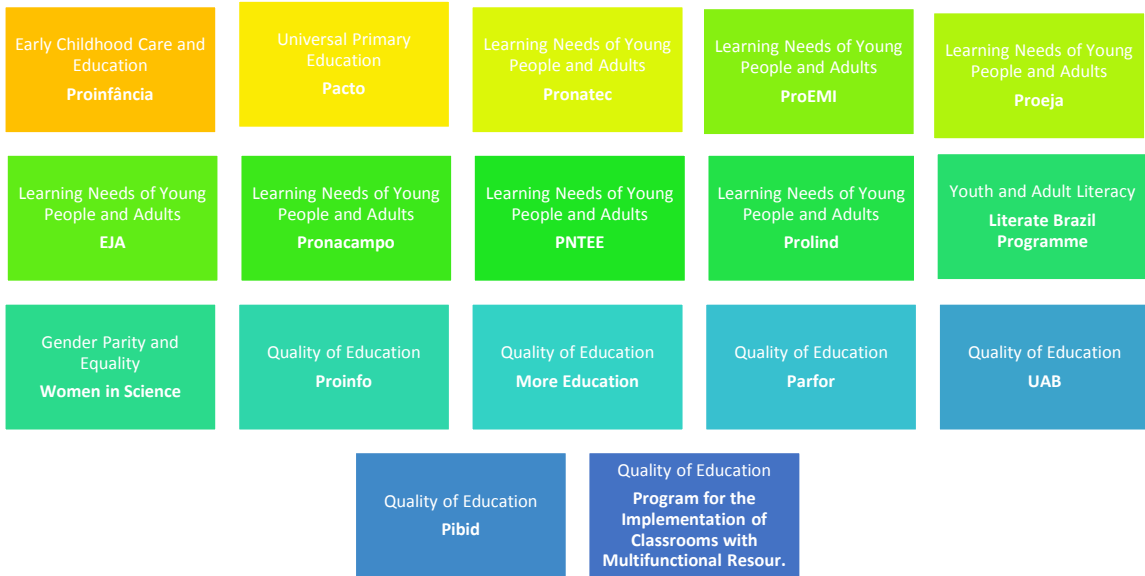 Early Childhood Care and
Education
Proinfância
Universal Primary
Education
Pacto
Learning Needs of Young
People and Adults
Pronatec
Learning Needs of Young
People and Adults
ProEMI
Learning Needs of Young
People and Adults
Proeja
Learning Needs of Young
People and Adults
EJA
Learning Needs of Young
People and Adults
Pronacampo
Learning Needs of Young
People and Adults
PNTEE
Learning Needs of Young
People and Adults
Prolind
Youth and Adult Literacy
Literate Brazil
Programme
Gender Parity and
Equality
Women in Science
Quality of Education
Proinfo
Quality of Education
More Education
Quality of Education
Parfor
Quality of Education
UAB
Quality of Education
Pibid
Quality of Education
Program for the
Implementation of
Classrooms with
Multifunctional Resour.